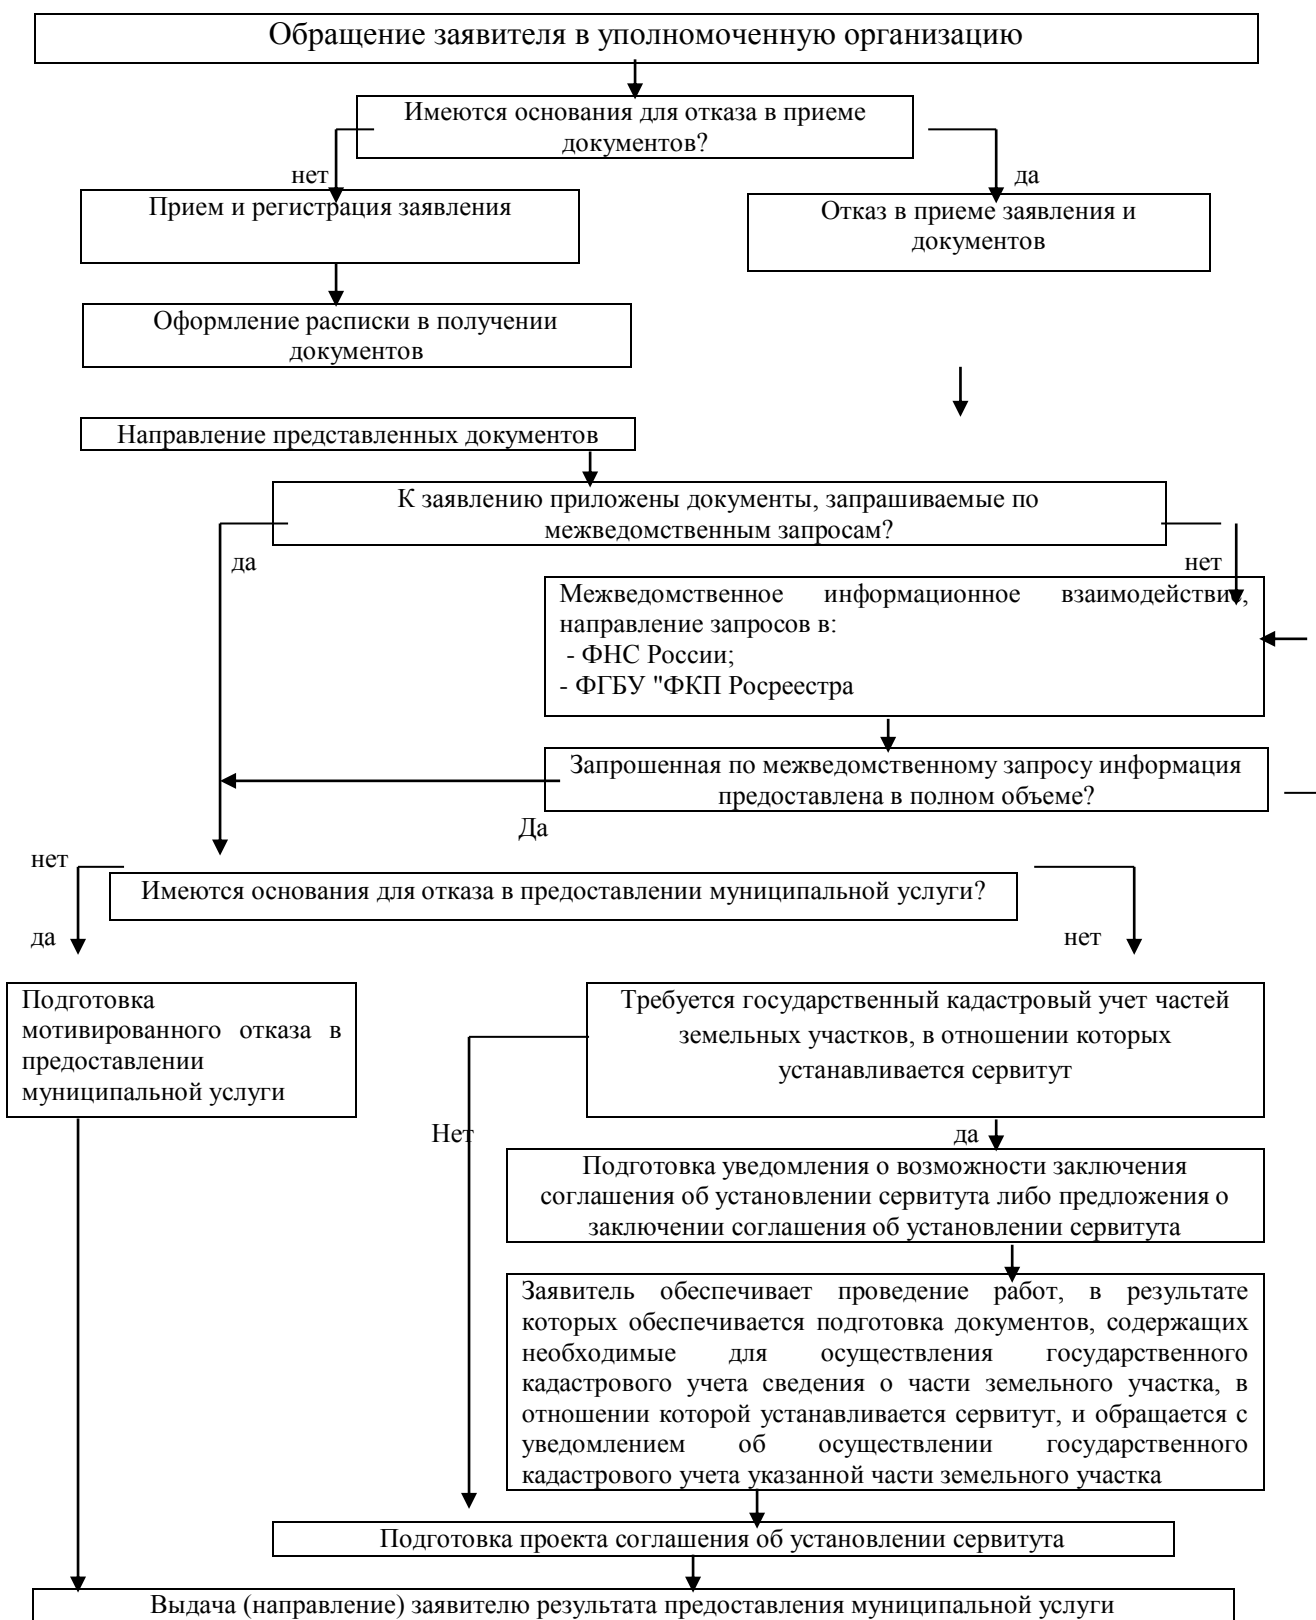 Обращение заявителя в уполномоченную организацию
Имеются основания для отказа в приеме
документов?
нет
да
Прием и регистрация заявления
Отказ в приеме заявления и
документов
Оформление расписки в получении
документов
Направление представленных документов
К заявлению приложены документы, запрашиваемые по
межведомственным запросам?
да
нет
Межведомственное информационное взаимодействие,
направление запросов в:
- ФНС России;
- ФГБУ "ФКП Росреестра
Запрошенная по межведомственному запросу информация
предоставлена в полном объеме?
Да
нет
Имеются основания для отказа в предоставлении муниципальной услуги?
да
нет
Подготовка
мотивированного отказа в
предоставлении
муниципальной услуги
Требуется государственный кадастровый учет частей
земельных участков, в отношении которых
устанавливается сервитут
Нет
да
Подготовка уведомления о возможности заключения
соглашения об установлении сервитута либо предложения о
заключении соглашения об установлении сервитута
Заявитель обеспечивает проведение работ, в результате
которых обеспечивается подготовка документов, содержащих
необходимые для осуществления государственного
кадастрового учета сведения о части земельного участка, в
отношении которой устанавливается сервитут, и обращается с
уведомлением об осуществлении государственного
кадастрового учета указанной части земельного участка
Подготовка проекта соглашения об установлении сервитута
Выдача (направление) заявителю результата предоставления муниципальной услуги